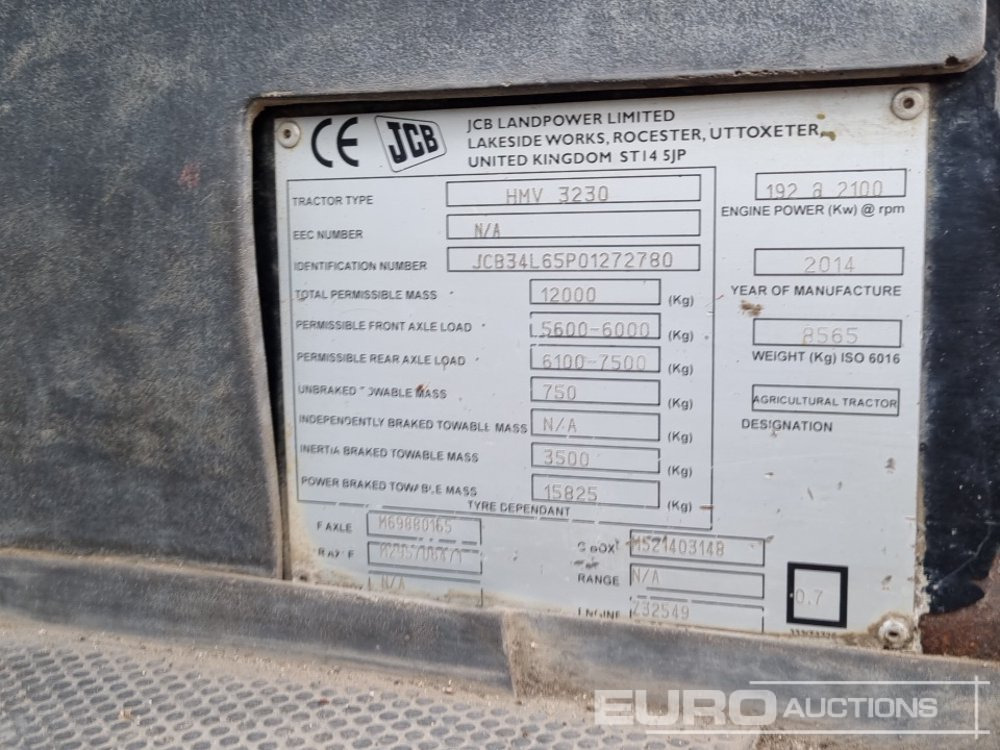 CE JCB
JCB LANDPOWER LIMITED
LAKESIDE WORKS, ROCESTER, UTTOXETER,
UNITED KINGDOM ST14 5JP
TRACTOR TYPE HMV 3230
EEC NUMBER N/A
IDENTIFICATION NUMBER JCB34L65P01272780
TOTAL PERMISSIBLE MASS 12000 (Kg)
PERMISSIBLE FRONT AXLE LOAD 5600-6000 (Kg)
PERMISSIBLE REAR AXLE LOAD 6100-7500 (Kg)
UNBRAKED TOWABLE MASS 750 (Kg)
INDEPENDENTLY BRAKED TOWABLE MASS N/A (Kg)
INERTIA BRAKED TOWABLE MASS 3500 (Kg)
POWER BRAKED TOWABLE MASS 15825 (Kg)
TYRE DEPENDANT
192 @ 2100
ENGINE POWER (Kw) @ rpm
2014
YEAR OF MANUFACTURE
8565
WEIGHT (Kg) ISO 6016
AGRICULTURAL TRACTOR
DESIGNATION
F AXLE M69880165
R AXLE
N/A
G BOX M521403148
RANGE N/A
ENGINE Z32549
0.7
EURO AUCTIONS